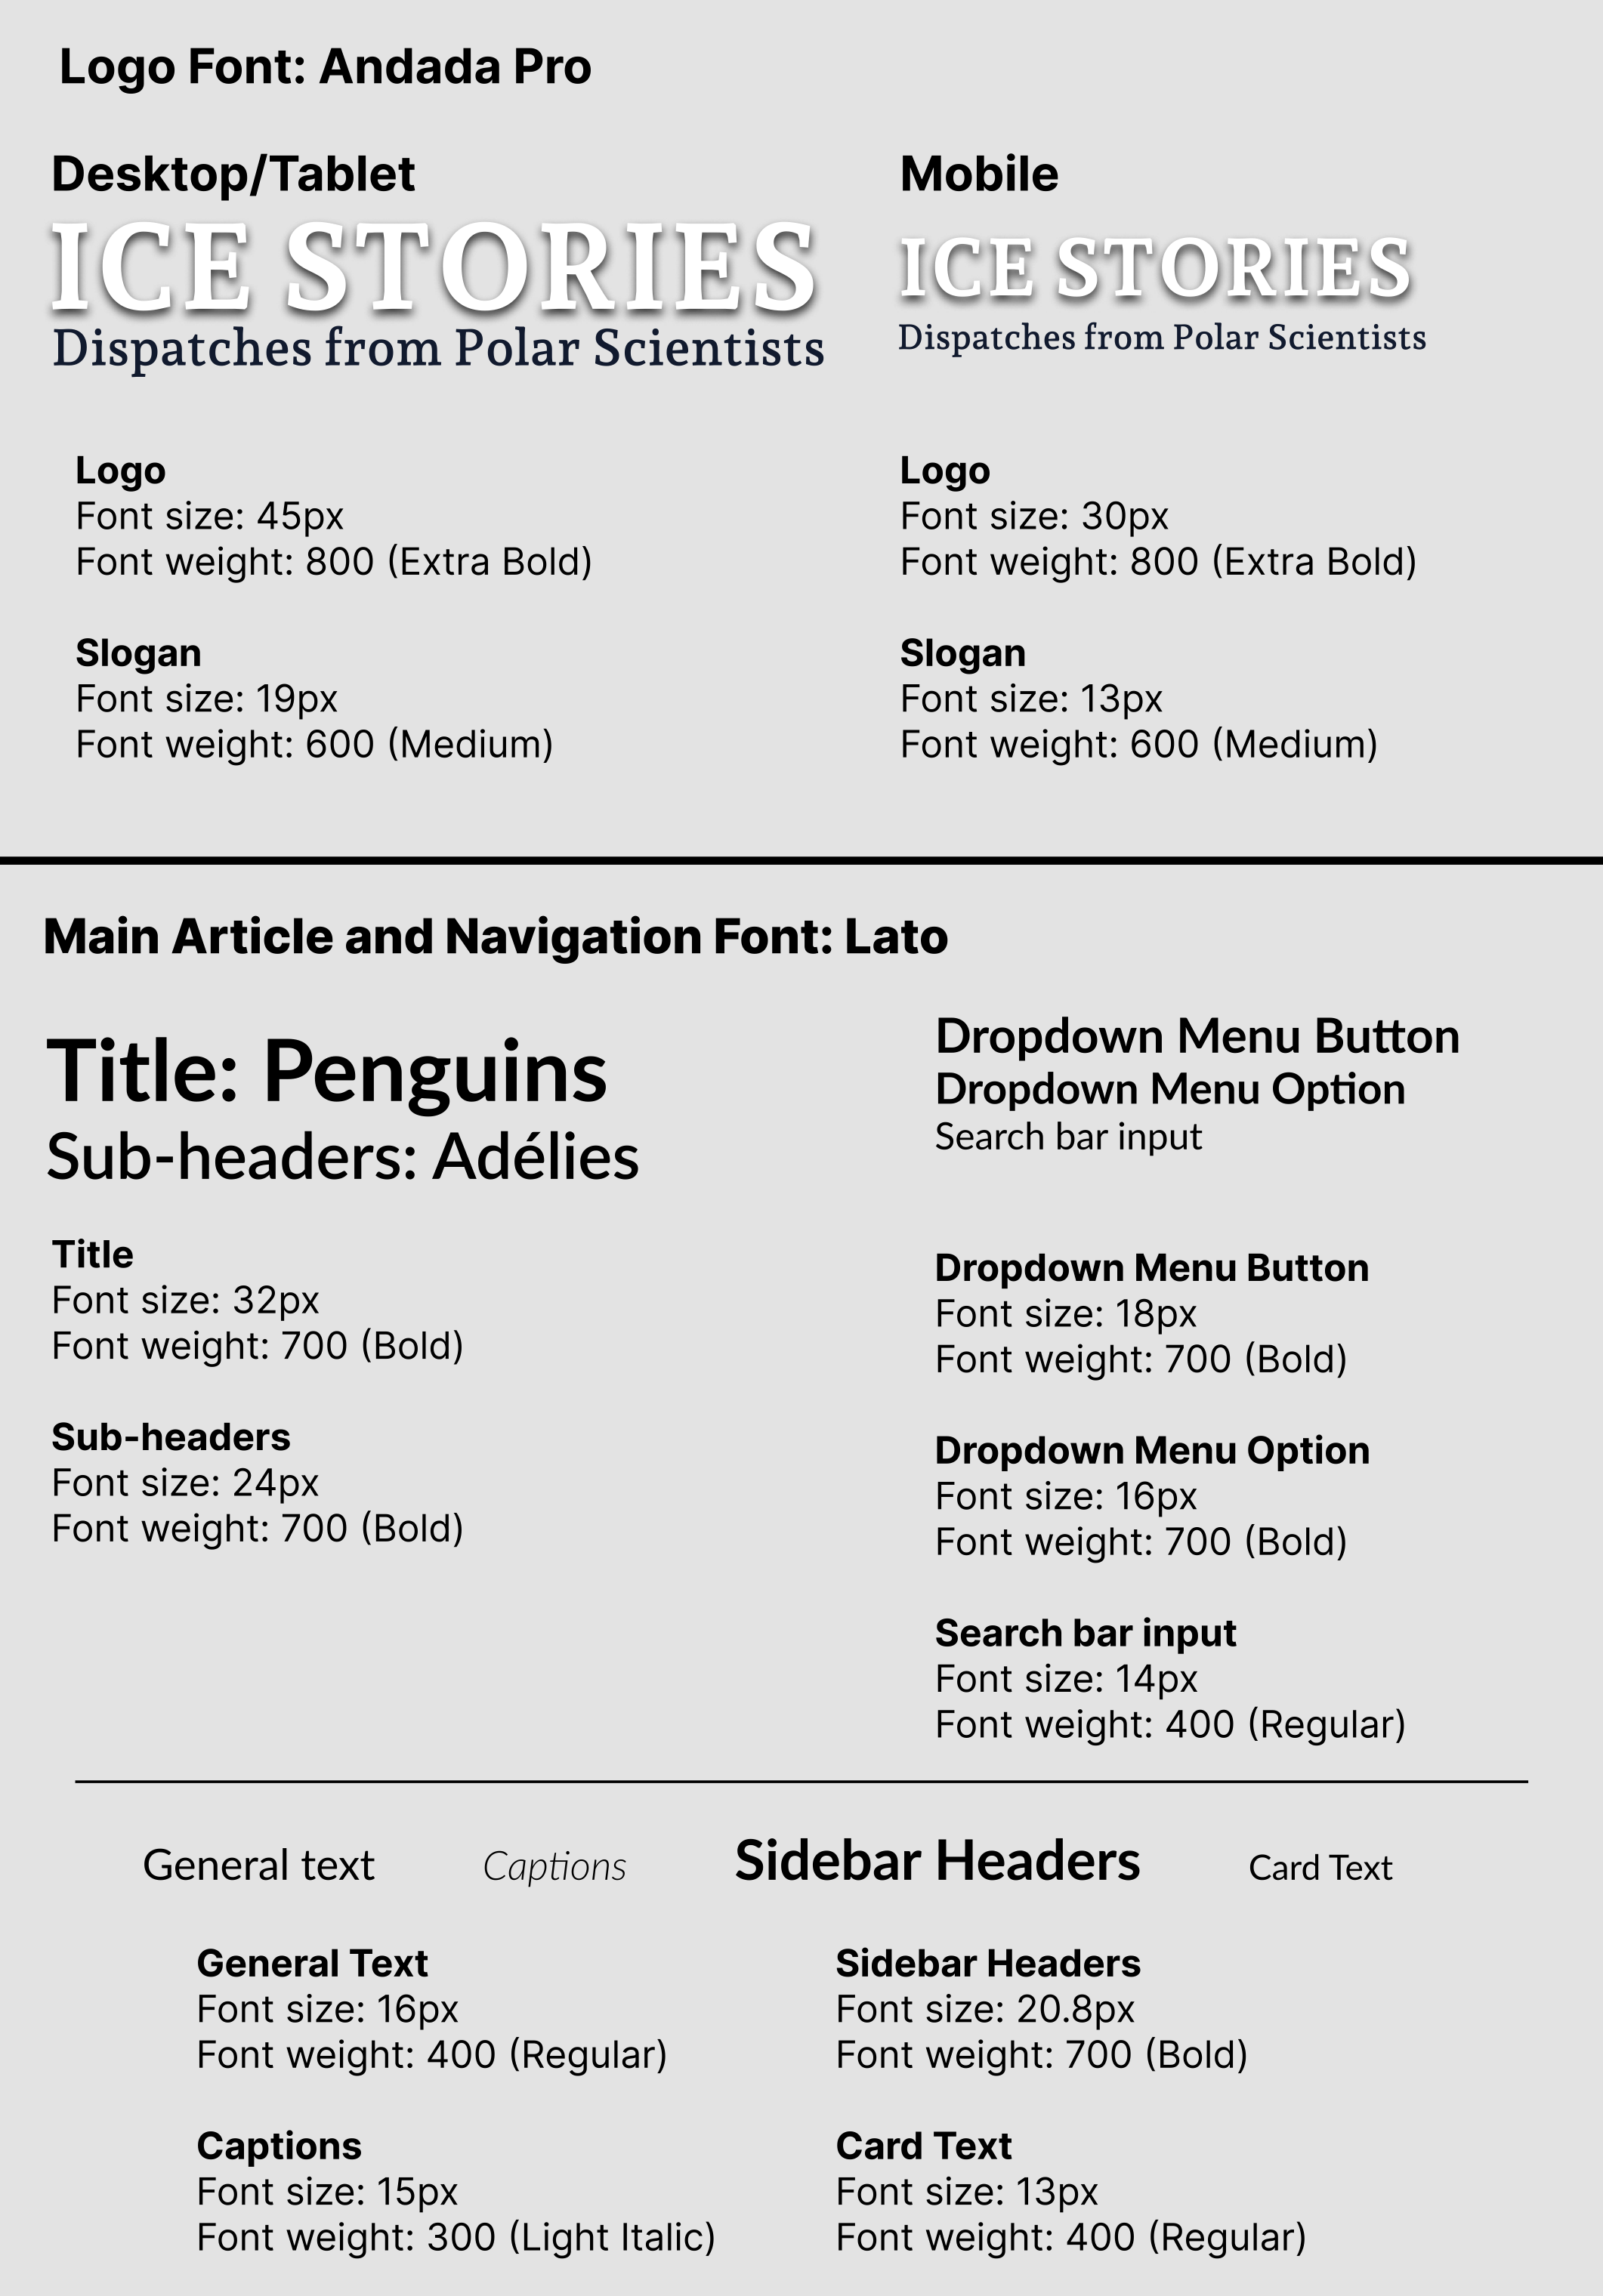 Logo Font: Andada Pro
Desktop/Tablet
ICE STORIES
Dispatches from Polar Scientists
Logo
Font size: 45px
Font weight: 800 (Extra Bold)
Slogan
Font size: 19px
Font weight: 600 (Medium)
Mobile
ICE STORIES
Dispatches from Polar Scientists
Logo
Font size: 30px
Font weight: 800 (Extra Bold)
Slogan
Font size: 13px
Font weight: 600 (Medium)
Main Article and Navigation Font: Lato
Title: Penguins
Sub-headers: Adélies
Title
Font size: 32px
Font weight: 700 (Bold)
Sub-headers
Font size: 24px
Font weight: 700 (Bold)
Dropdown Menu Button
Dropdown Menu Option
Search bar input
Dropdown Menu Button
Font size: 18px
Font weight: 700 (Bold)
Dropdown Menu Option
Font size: 16px
Font weight: 700 (Bold)
Search bar input
Font size: 14px
Font weight: 400 (Regular)
General text
Captions
Sidebar Headers
Card Text
General Text
Font size: 16px
Font weight: 400 (Regular)
Captions
Font size: 15px
Font weight: 300 (Light Italic)
Sidebar Headers
Font size: 20.8px
Font weight: 700 (Bold)
Card Text
Font size: 13px
Font weight: 400 (Regular)